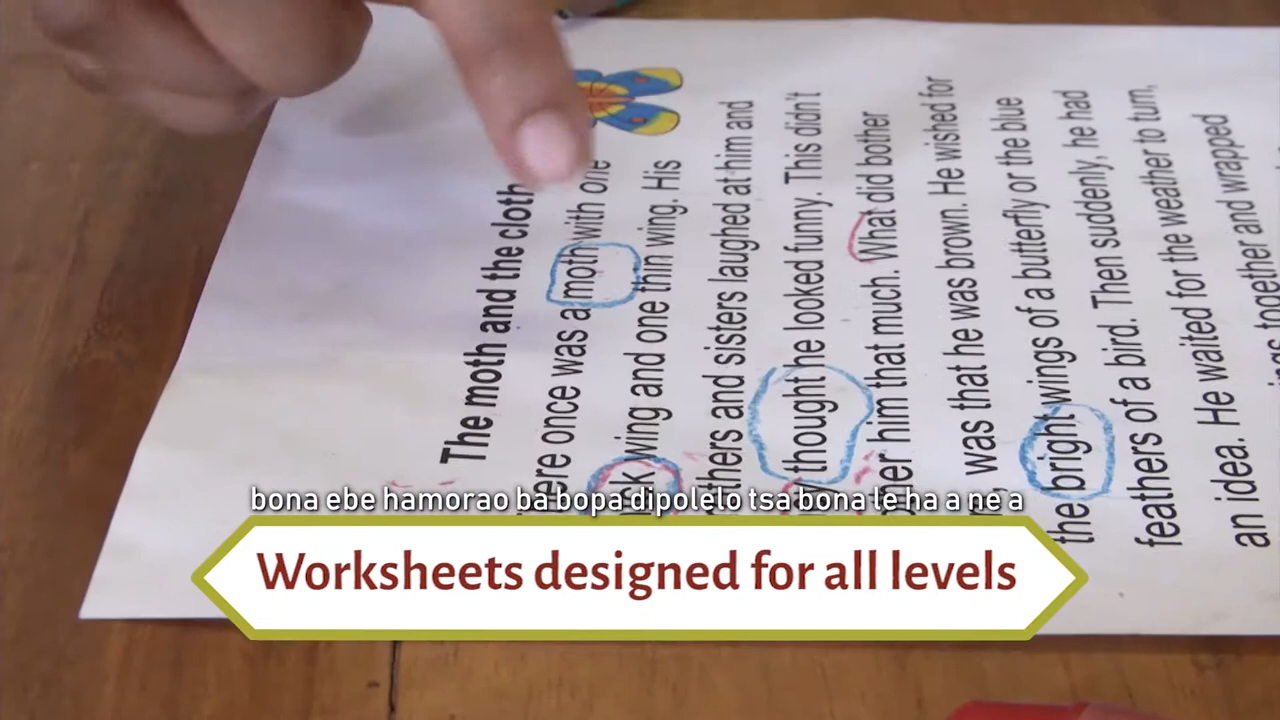 The moth and the cloth
was a moth with one
wing and one thin wing. His
and sisters laughed at him and
thought he looked funny. This didn't
him that much. What did bother
was that he was brown. He wished for
the bright wings of a butterfly or the blue
feathers of a bird. Then suddenly, he had
an idea. He waited for the weather to turn,
together and wrapped
bona ebe hamorao ba bopa dipolelo tsa bona le ha a ne a
Worksheets designed for all levels